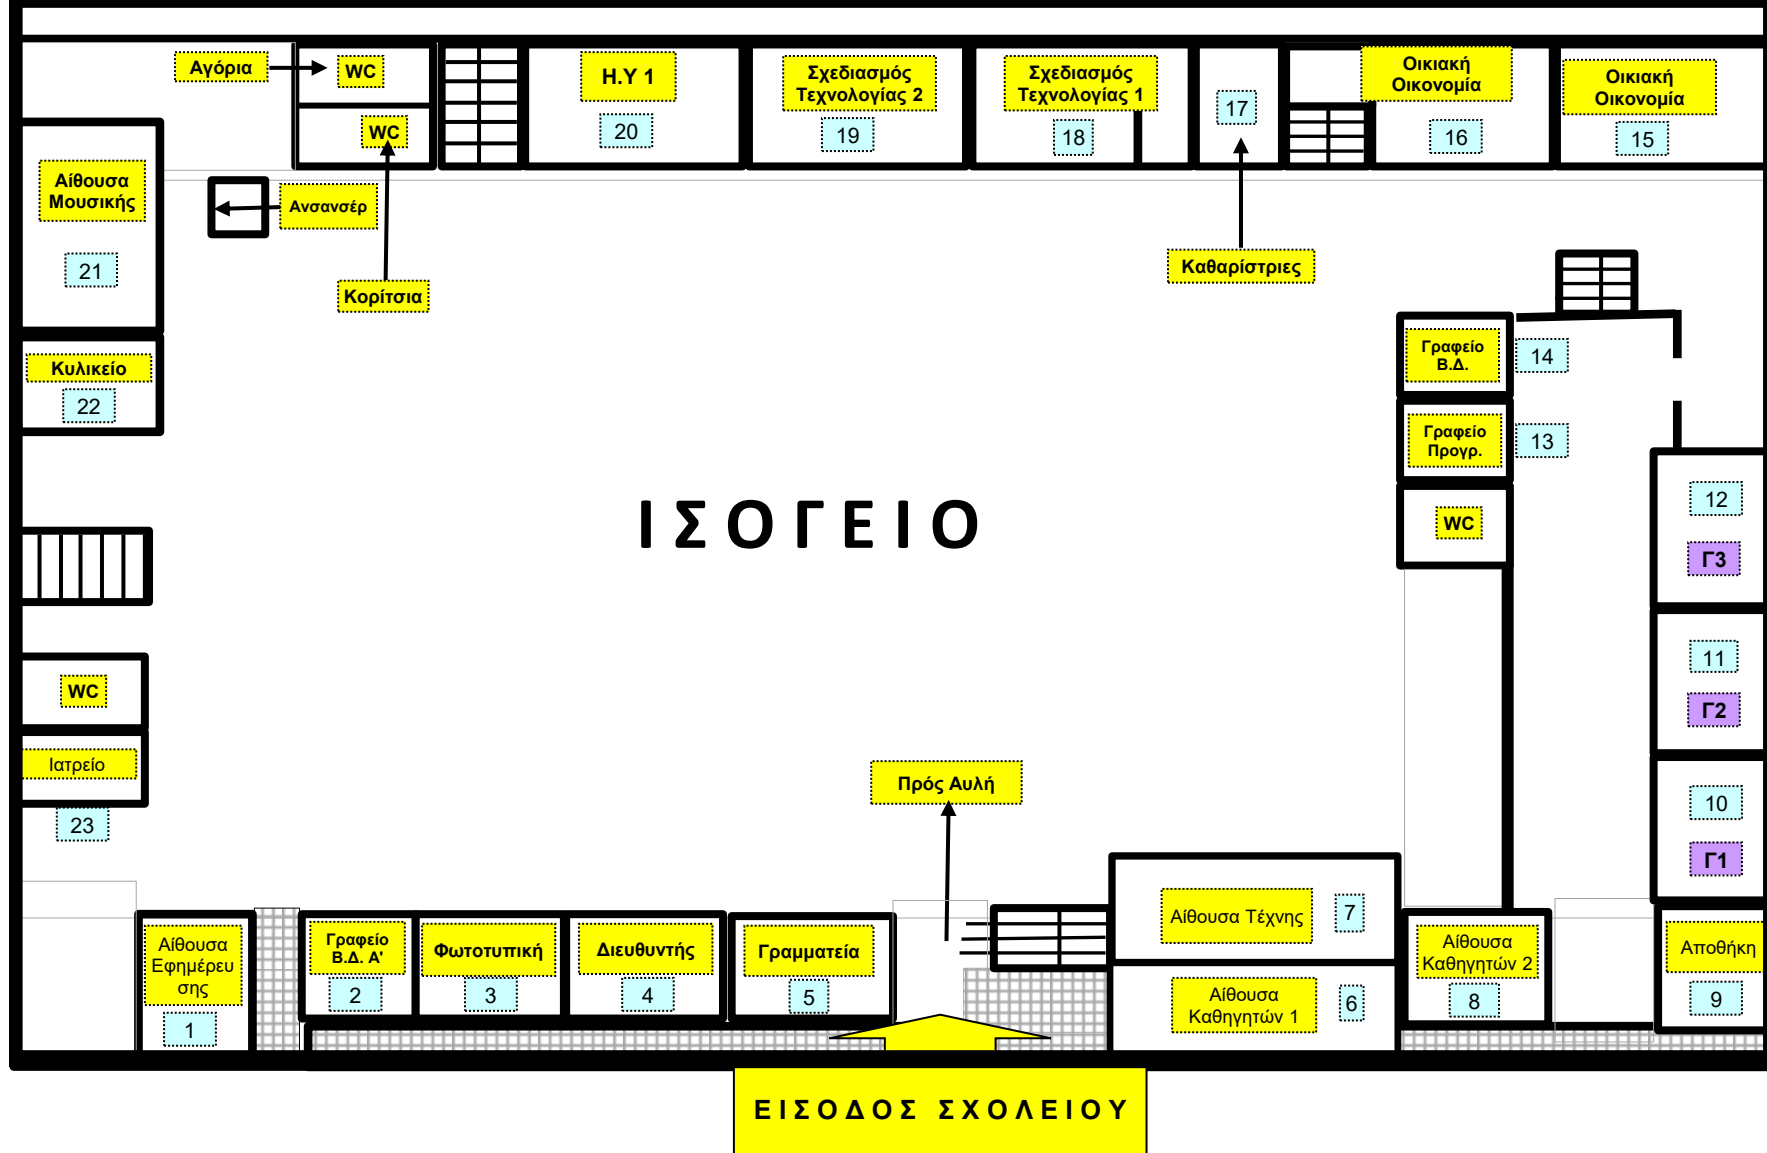 Αγόρια
WC
WC
Η.Υ 1
20
Σχεδιασμός
Τεχνολογίας 2
19
Σχεδιασμός
Τεχνολογίας 1
18
17
Οικιακή
Οικονομία
16
Οικιακή
Οικονομία
15
Αίθουσα
Μουσικής
21
Ανσανσέρ
Κορίτσια
Καθαρίστριες
Κυλικείο
22
Γραφείο
Β.Δ.
14
Γραφείο
Προγρ.
13
WC
ΙΣΟΓΕΙΟ
12
Γ3
11
Γ2
10
Γ1
WC
Ιατρείο
23
Πρός Αυλή
Αίθουσα
Εφημέρευ
σης
1
Γραφείο
Β.Δ. Α'
2
Φωτοτυπική
3
Διευθυντής
4
Γραμματεία
5
Αίθουσα Τέχνης
7
Αίθουσα
Καθηγητών 1
6
Αίθουσα
Καθηγητών 2
8
Αποθήκη
9
ΕΙΣΟΔΟΣ ΣΧΟΛΕΙΟΥ